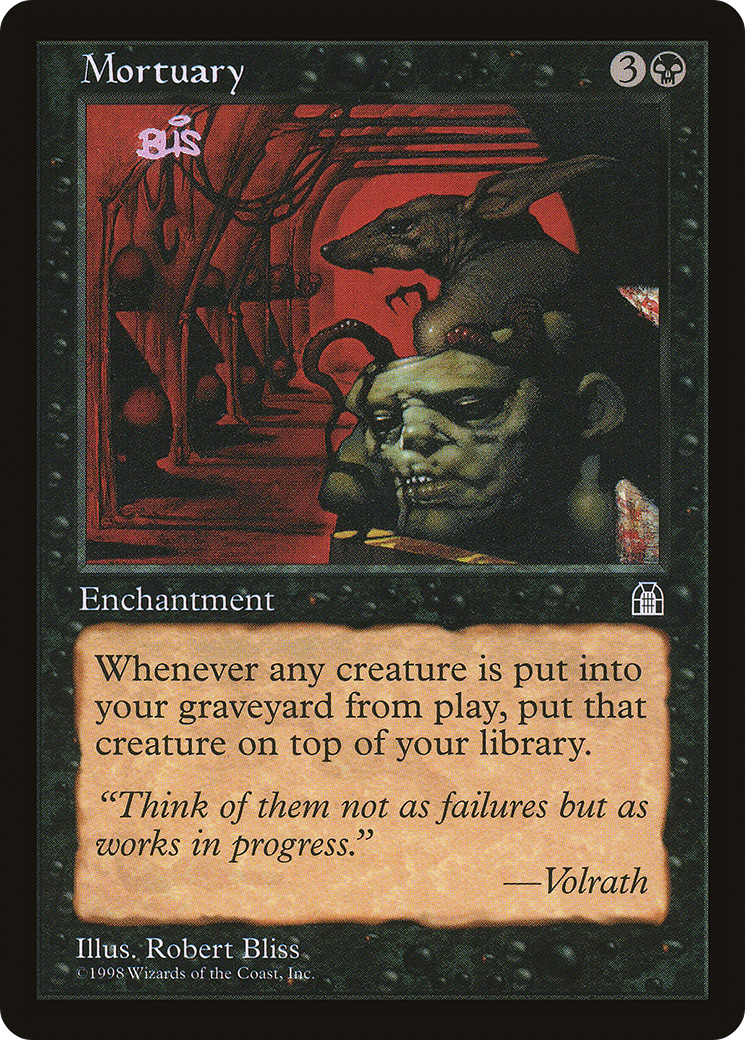 Mortuary 3
BLIS
Enchantment
Whenever any creature is put into
your graveyard from play, put that
creature on top of your library.
“Think of them not as failures but as
works in progress.”
—Volrath
Illus. Robert Bliss
©1998 Wizards of the Coast, Inc.